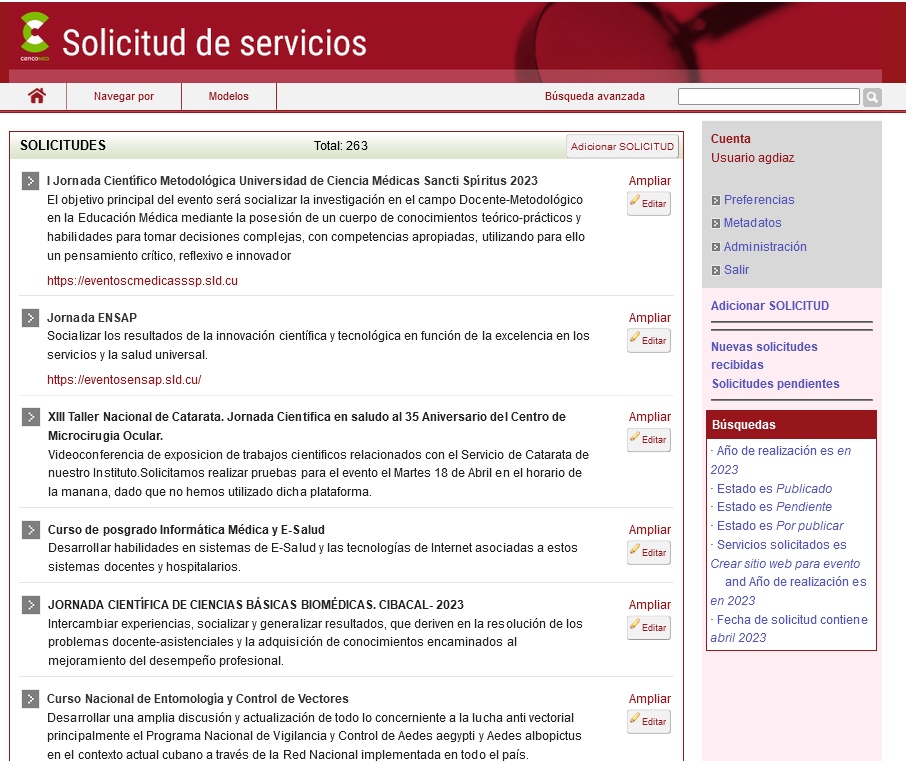 cencomed
Solicitud de servicios
Navegar por
Modelos
Búsqueda avanzada
SOLICITUDES
Total: 263
Adicionar SOLICITUD
I Jornada Científico Metodológica Universidad de Ciencia Médicas Sancti Spíritus 2023
Ampliar
El objetivo principal del evento será socializar la investigación en el campo Docente-Metodológico
Editar
en la Educación Médica mediante la posesión de un cuerpo de conocimientos teórico-prácticos y
habilidades para tomar decisiones complejas, con competencias apropiadas, utilizando para ello
un pensamiento crítico, reflexivo e innovador
https://eventoscmedicasssp.sld.cu
Jornada ENSAP
Ampliar
Socializar los resultados de la innovación científica y tecnológica en función de la excelencia en los
Editar
servicios y la salud universal.
https://eventosensap.sld.cu/
XIII Taller Nacional de Catarata. Jornada Cientifica en saludo al 35 Aniversario del Centro de
Ampliar
Microcirugia Ocular.
Editar
Videoconferencia de exposicion de trabajos cientificos relacionados con el Servicio de Catarata de
nuestro Instituto.Solicitamos realizar pruebas para el evento el Martes 18 de Abril en el horario de
la manana, dado que no hemos utilizado dicha plataforma.
Curso de posgrado Informática Médica y E-Salud
Ampliar
Desarrollar habilidades en sistemas de E-Salud y las tecnologías de Internet asociadas a estos
Editar
sistemas docentes y hospitalarios.
JORNADA CIENTÍFICA DE CIENCIAS BÁSICAS BIOMÉDICAS. CIBACAL- 2023
Ampliar
Intercambiar experiencias, socializar y generalizar resultados, que deriven en la resolución de los
Editar
problemas docente-asistenciales y la adquisición de conocimientos encaminados al
mejoramiento del desempeño profesional.
Curso Nacional de Entomología y Control de Vectores
Ampliar
Desarrollar una amplia discusión y actualización de todo lo concerniente a la lucha anti vectorial
Editar
principalmente el Programa Nacional de Vigilancia y Control de Aedes aegypti y Aedes albopictus
en el contexto actual cubano a través de la Red Nacional implementada en todo el país.
Cuenta
Usuario agdiaz
Preferencias
Metadatos
Administración
Salir
Adicionar SOLICITUD
Nuevas solicitudes
recibidas
Solicitudes pendientes
Búsquedas
· Año de realización es en
2023
· Estado es Publicado
· Estado es Pendiente
· Estado es Por publicar
· Servicios solicitados es
Crear sitio web para evento
and Año de realización es
en 2023
· Fecha de solicitud contiene
abril 2023